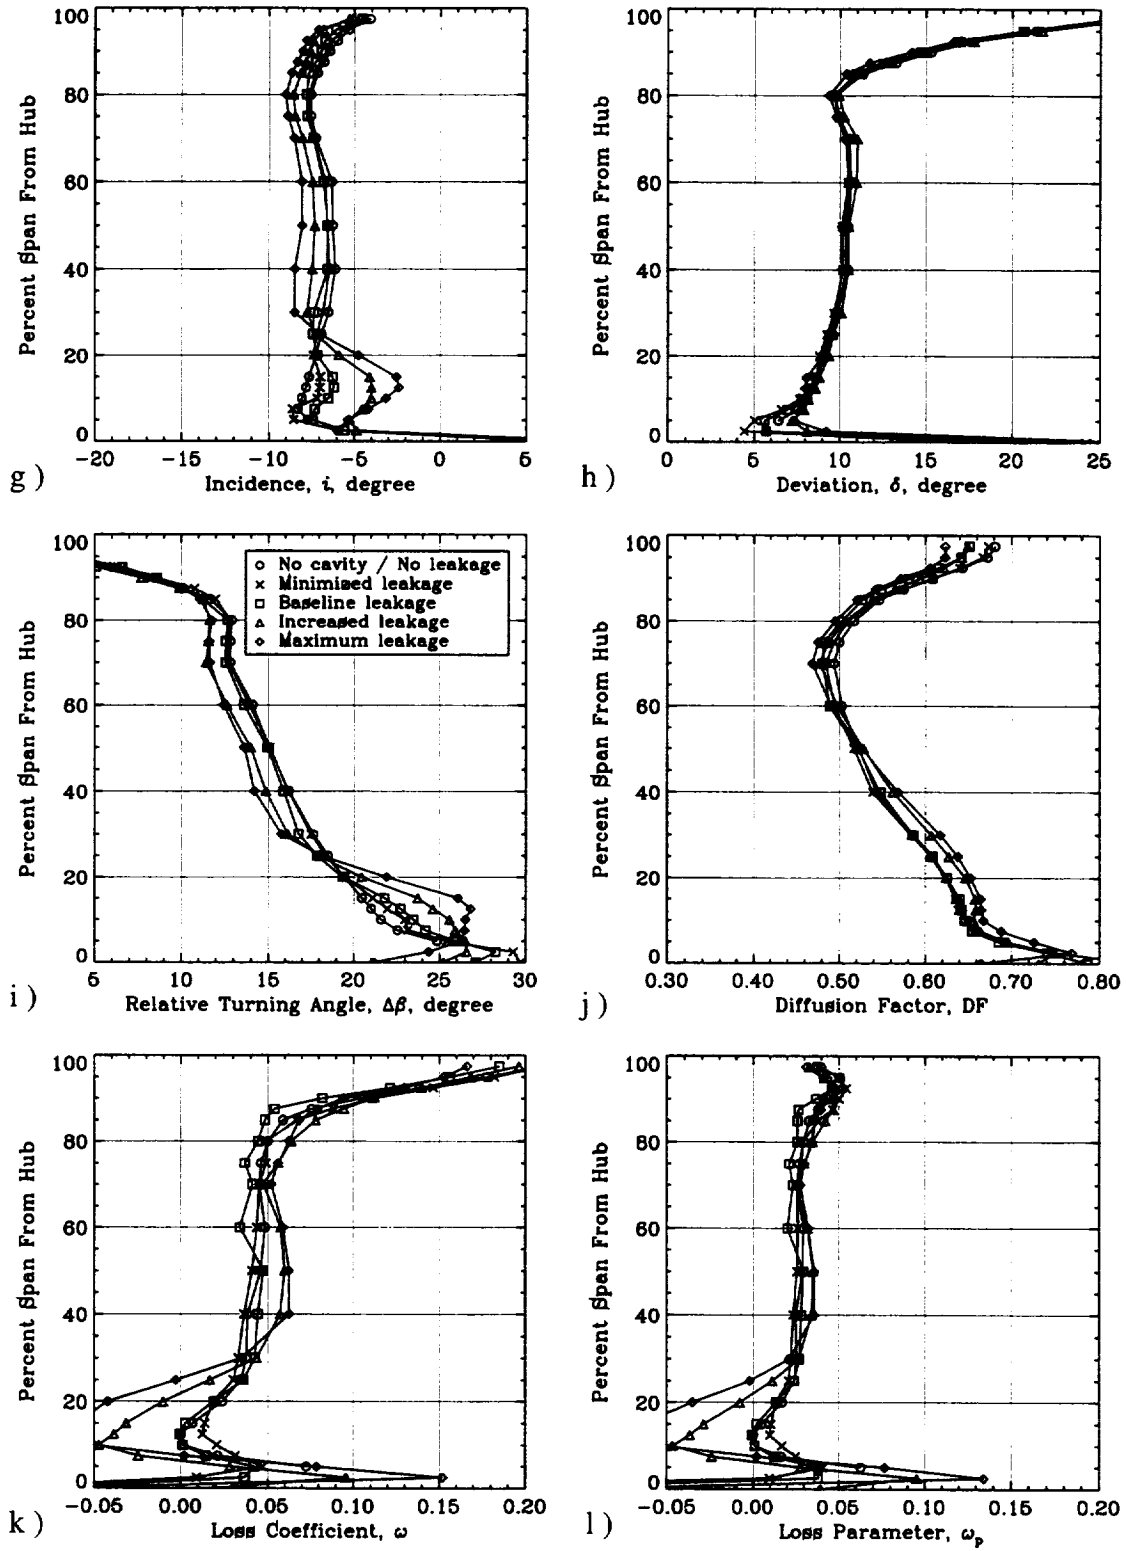 100
80
60
40
20
0
Percent Span From Hub
-20 -15 -10 -5 0 5
Incidence, i, degree
g )
100
80
60
40
20
0
Percent Span From Hub
0 5 10 15 20 25
Deviation, δ, degree
h )
100
80
60
40
20
0
Percent Span From Hub
No cavity / No leakage
Minimized leakage
Baseline leakage
Increased leakage
Maximum leakage
5 10 15 20 25 30
Relative Turning Angle, Δβ, degree
i )
100
80
60
40
20
0
Percent Span From Hub
0.30 0.40 0.50 0.60 0.70 0.80
Diffusion Factor, DF
j )
100
80
60
40
20
0
Percent Span From Hub
-0.05 0.00 0.05 0.10 0.15 0.20
Loss Coefficient, ω
k )
100
80
60
40
20
0
Percent Span From Hub
-0.05 0.00 0.05 0.10 0.15 0.20
Loss Parameter, ωp
l )